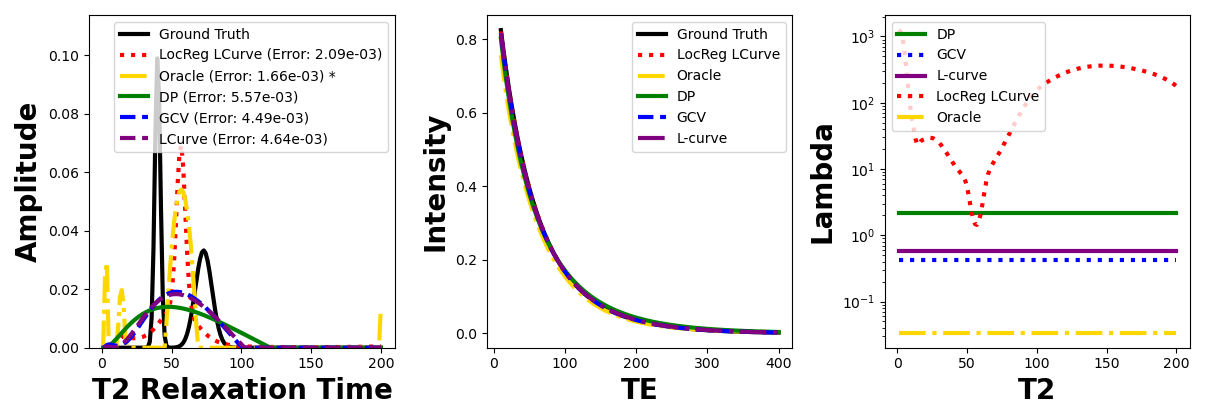 Amplitude
0.00
0.02
0.04
0.06
0.08
0.10
Ground Truth
LocReg LCurve (Error: 2.09e-03)
Oracle (Error: 1.66e-03) *
DP (Error: 5.57e-03)
GCV (Error: 4.49e-03)
LCurve (Error: 4.64e-03)
0 50 100 150 200
T2 Relaxation Time
Intensity
0.0
0.2
0.4
0.6
0.8
Ground Truth
LocReg LCurve
Oracle
DP
GCV
L-curve
0 100 200 300 400
TE
Lambda
10⁻¹
10⁰
10¹
10²
10³
DP
GCV
L-curve
LocReg LCurve
Oracle
0 50 100 150 200
T2